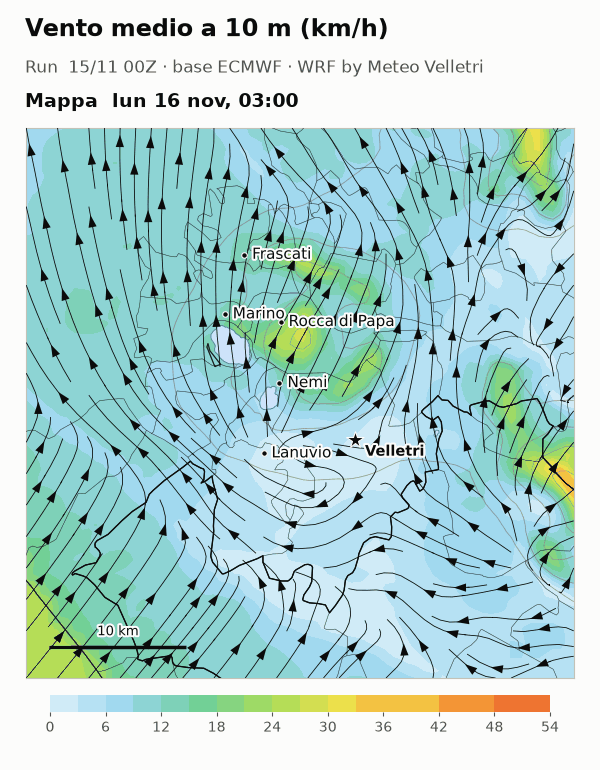 Vento medio a 10 m (km/h)
Run  15/11 00Z · base ECMWF · WRF by Meteo Velletri
Mappa  lun 16 nov, 03:00
Frascati
Marino
Rocca di Papa
Nemi
Velletri
Lanuvio
10 km
0 6 12 18 24 30 36 42 48 54